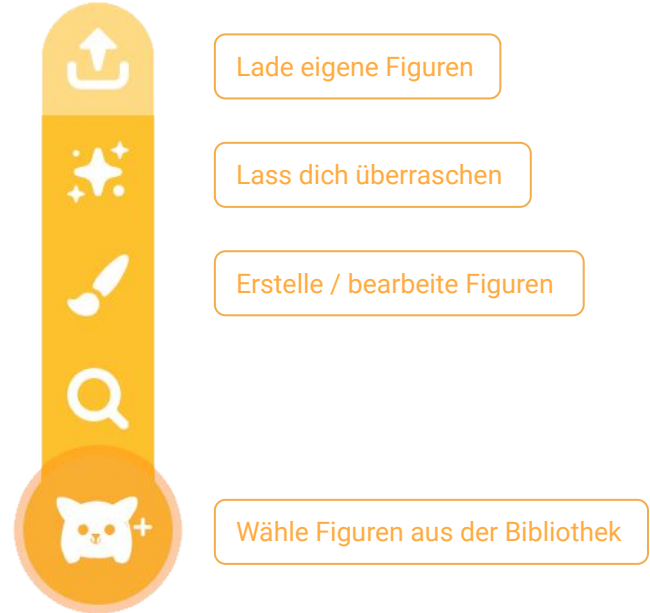 Lade eigene Figuren
Lass dich überraschen
Erstelle / bearbeite Figuren
Wähle Figuren aus der Bibliothek